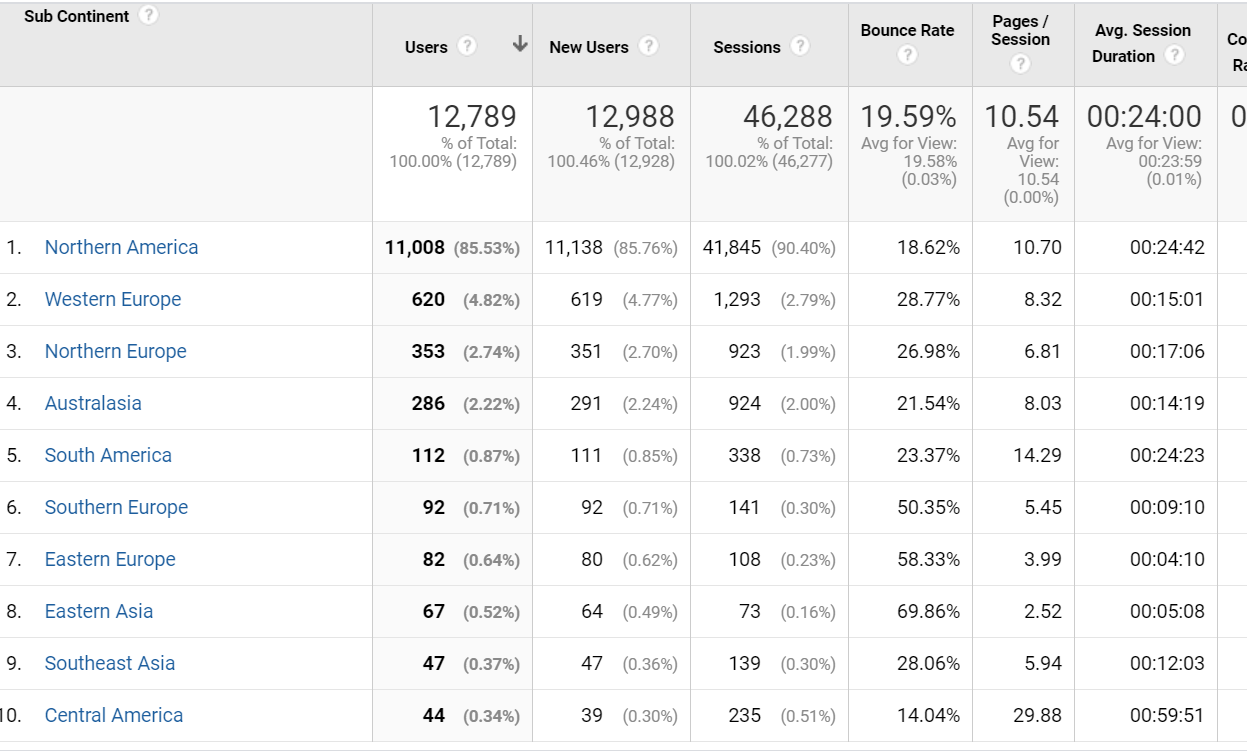 Sub Continent ?
Users ? New Users ? Sessions ? Bounce Rate ? Pages / Session ? Avg. Session Duration ?
12,789 12,988 46,288 19.59% 10.54 00:24:00 0
% of Total: 100.00% (12,789) % of Total: 100.46% (12,928) % of Total: 100.02% (46,277) Avg for View: 19.58% (0.03%) Avg for View: 10.54 (0.00%) Avg for View: 00:23:59 (0.01%)
1. Northern America 11,008 (85.53%) 11,138 (85.76%) 41,845 (90.40%) 18.62% 10.70 00:24:42
2. Western Europe 620 (4.82%) 619 (4.77%) 1,293 (2.79%) 28.77% 8.32 00:15:01
3. Northern Europe 353 (2.74%) 351 (2.70%) 923 (1.99%) 26.98% 6.81 00:17:06
4. Australasia 286 (2.22%) 291 (2.24%) 924 (2.00%) 21.54% 8.03 00:14:19
5. South America 112 (0.87%) 111 (0.85%) 338 (0.73%) 23.37% 14.29 00:24:23
6. Southern Europe 92 (0.71%) 92 (0.71%) 141 (0.30%) 50.35% 5.45 00:09:10
7. Eastern Europe 82 (0.64%) 80 (0.62%) 108 (0.23%) 58.33% 3.99 00:04:10
8. Eastern Asia 67 (0.52%) 64 (0.49%) 73 (0.16%) 69.86% 2.52 00:05:08
9. Southeast Asia 47 (0.37%) 47 (0.36%) 139 (0.30%) 28.06% 5.94 00:12:03
10. Central America 44 (0.34%) 39 (0.30%) 235 (0.51%) 14.04% 29.88 00:59:51